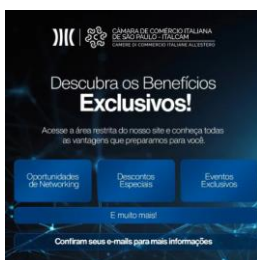 CÂMARA DE COMÉRCIO ITALIANA
DE SÃO PAULO - ITALCAM
CAMERE DI COMMERCIO ITALIANE ALL'ESTERO
Descubra os Benefícios
Exclusivos!
Acesse a área restrita do nosso site e conheça todas
as vantagens que preparamos para você.
Oportunidades
de Networking
Descontos
Especiais
Eventos
Exclusivos
E muito mais!
Confiram seus e-mails para mais informações